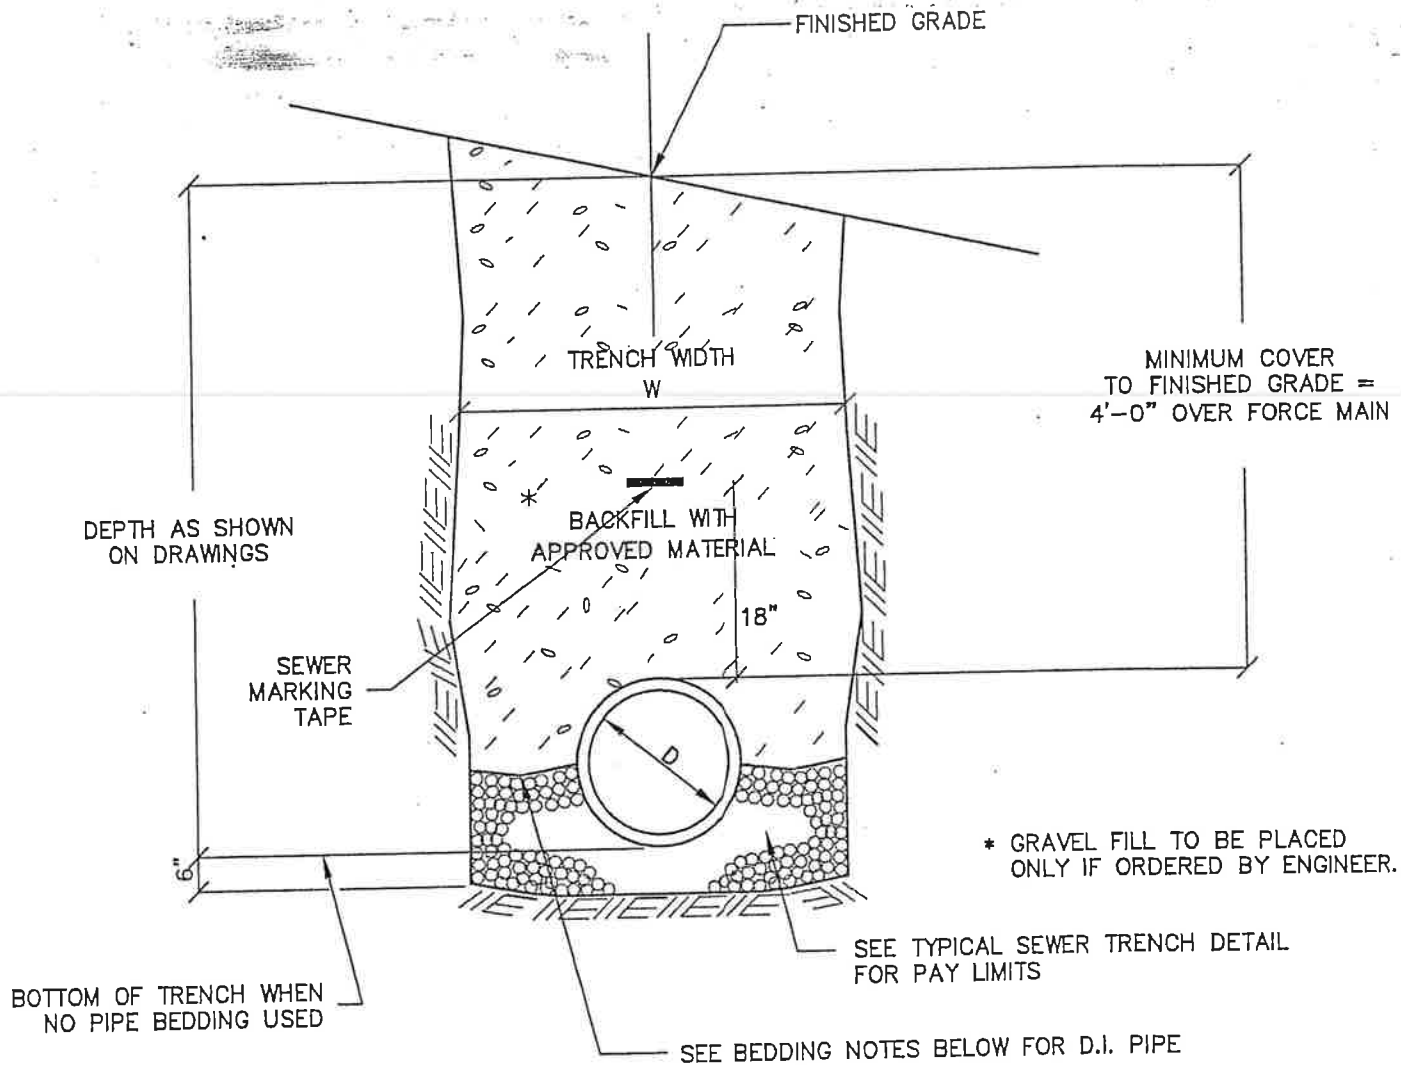 FINISHED GRADE
TRENCH WIDTH
W
MINIMUM COVER
TO FINISHED GRADE =
4'-0" OVER FORCE MAIN
DEPTH AS SHOWN
ON DRAWINGS
*
BACKFILL WITH
APPROVED MATERIAL
18"
SEWER
MARKING
TAPE
D
6"
* GRAVEL FILL TO BE PLACED
ONLY IF ORDERED BY ENGINEER.
SEE TYPICAL SEWER TRENCH DETAIL
FOR PAY LIMITS
BOTTOM OF TRENCH WHEN
NO PIPE BEDDING USED
SEE BEDDING NOTES BELOW FOR D.I. PIPE